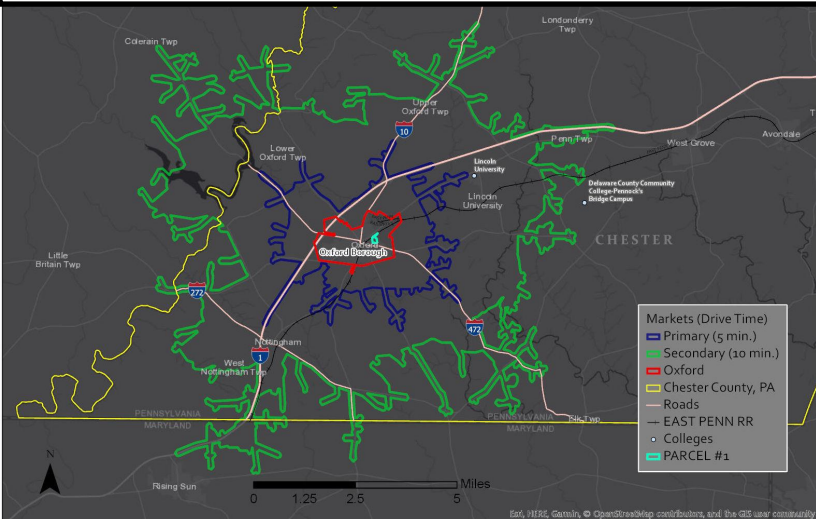 Londonderry
Twp
Colerain Twp
Upper
Oxford Twp
10
Penn Twp
Avondale
West Grove
Lower
Oxford Twp
Lincoln
University
Lincoln
University
Delaware County Community
College-Pennock's
Bridge Campus
CHESTER
Oxford
Oxford Borough
Little
Britain Twp
272
472
1
Nottingham
West
Nottingham Twp
PENNSYLVANIA
MARYLAND
PENNSYLVANIA
MARYLAND
Elk Twp
Rising Sun
N
0 1.25 2.5 5
Miles
Markets (Drive Time)
Primary (5 min.)
Secondary (10 min.)
Oxford
Chester County, PA
Roads
EAST PENN RR
Colleges
PARCEL #1
Esri, HERE, Garmin, © OpenStreetMap contributors, and the GIS user community